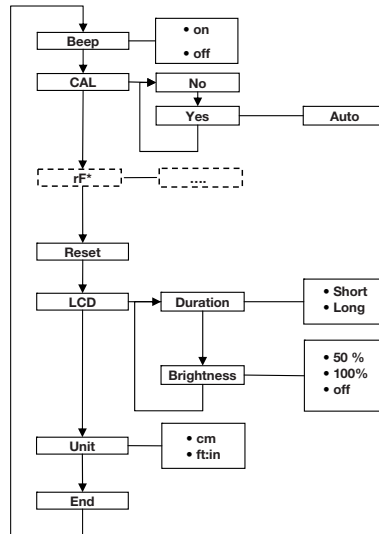 Beep
• on
• off
CAL
No
Yes
Auto
rF*
....
Reset
LCD
Duration
• Short
• Long
Brightness
• 50 %
• 100%
• off
Unit
• cm
• ft:in
End